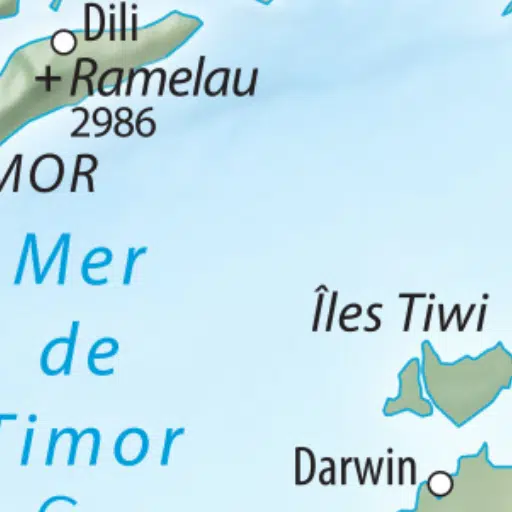 Dili
+ Ramelau
2986
MOR
Mer
de
Timor
Îles Tiwi
Darwin